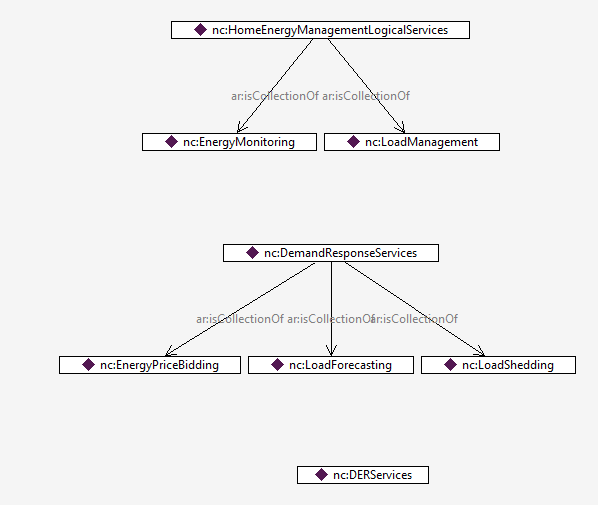 nc:HomeEnergyManagementLogicalServices
ar:isCollectionOf ar:isCollectionOf
nc:EnergyMonitoring nc:LoadManagement
nc:DemandResponseServices
ar:isCollectionOf ar:isCollectionOf ar:isCollectionOf
nc:EnergyPriceBidding nc:LoadForecasting nc:LoadShedding
nc:DERServices